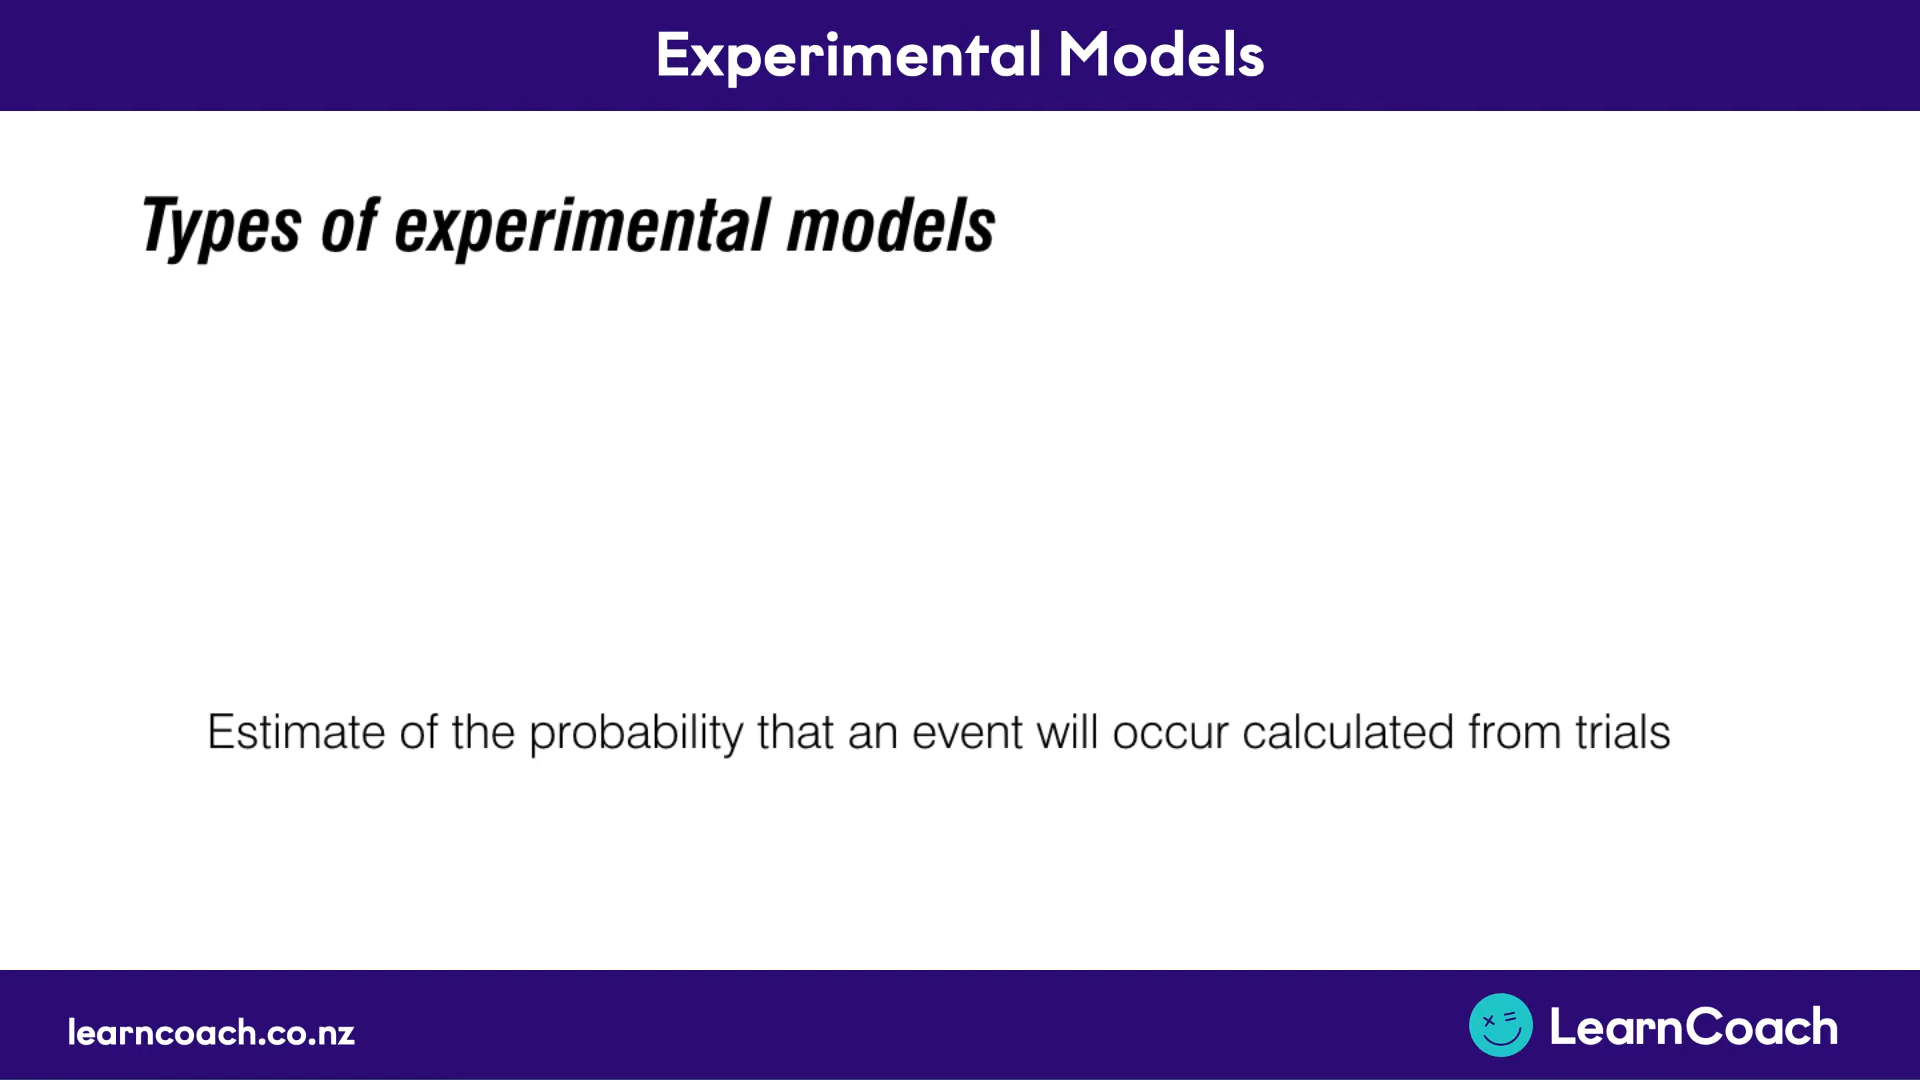 Experimental Models
Types of experimental models
Estimate of the probability that an event will occur calculated from trials
learncoach.co.nz
LearnCoach